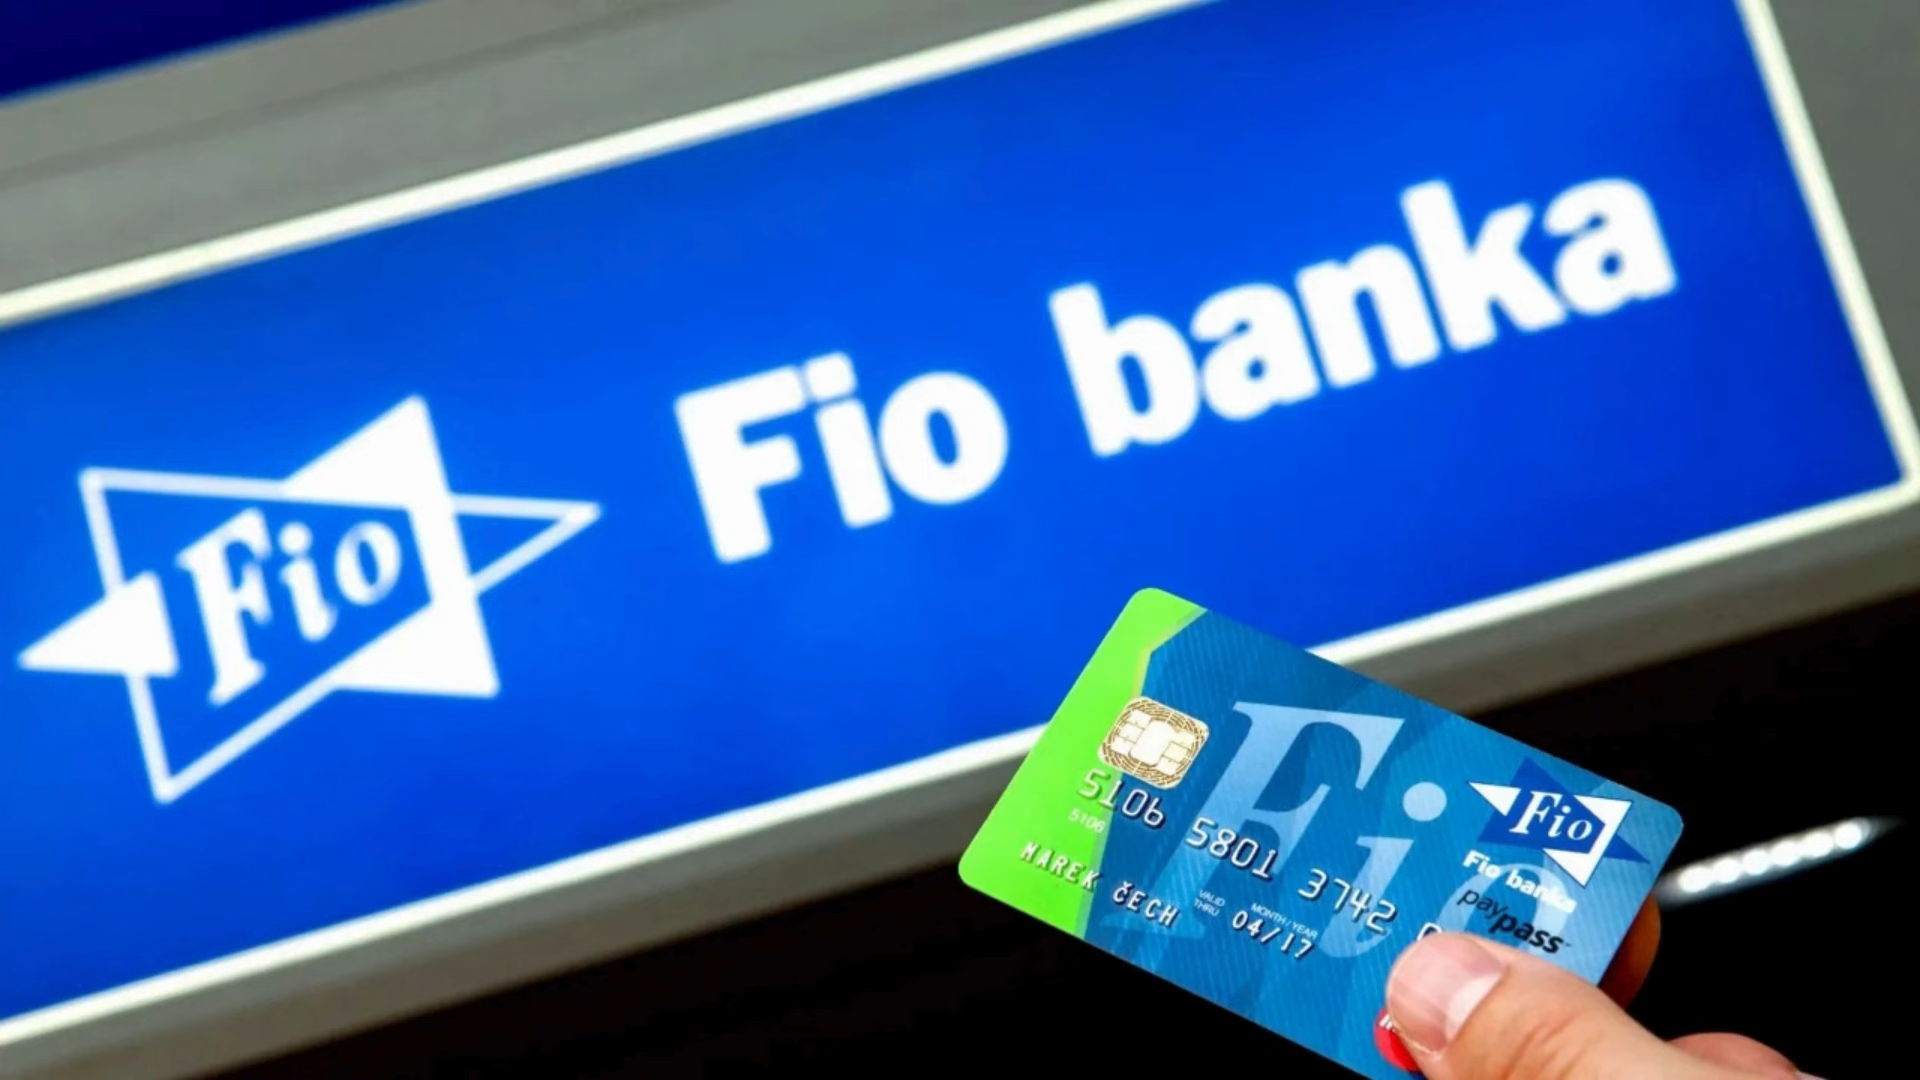 Fio banka
Fio
Fio
5106 5801 3742
5106
MAREK ČECH
VALID THRU
MONTH/YEAR
04/17
Fio
Fio banka
paypass